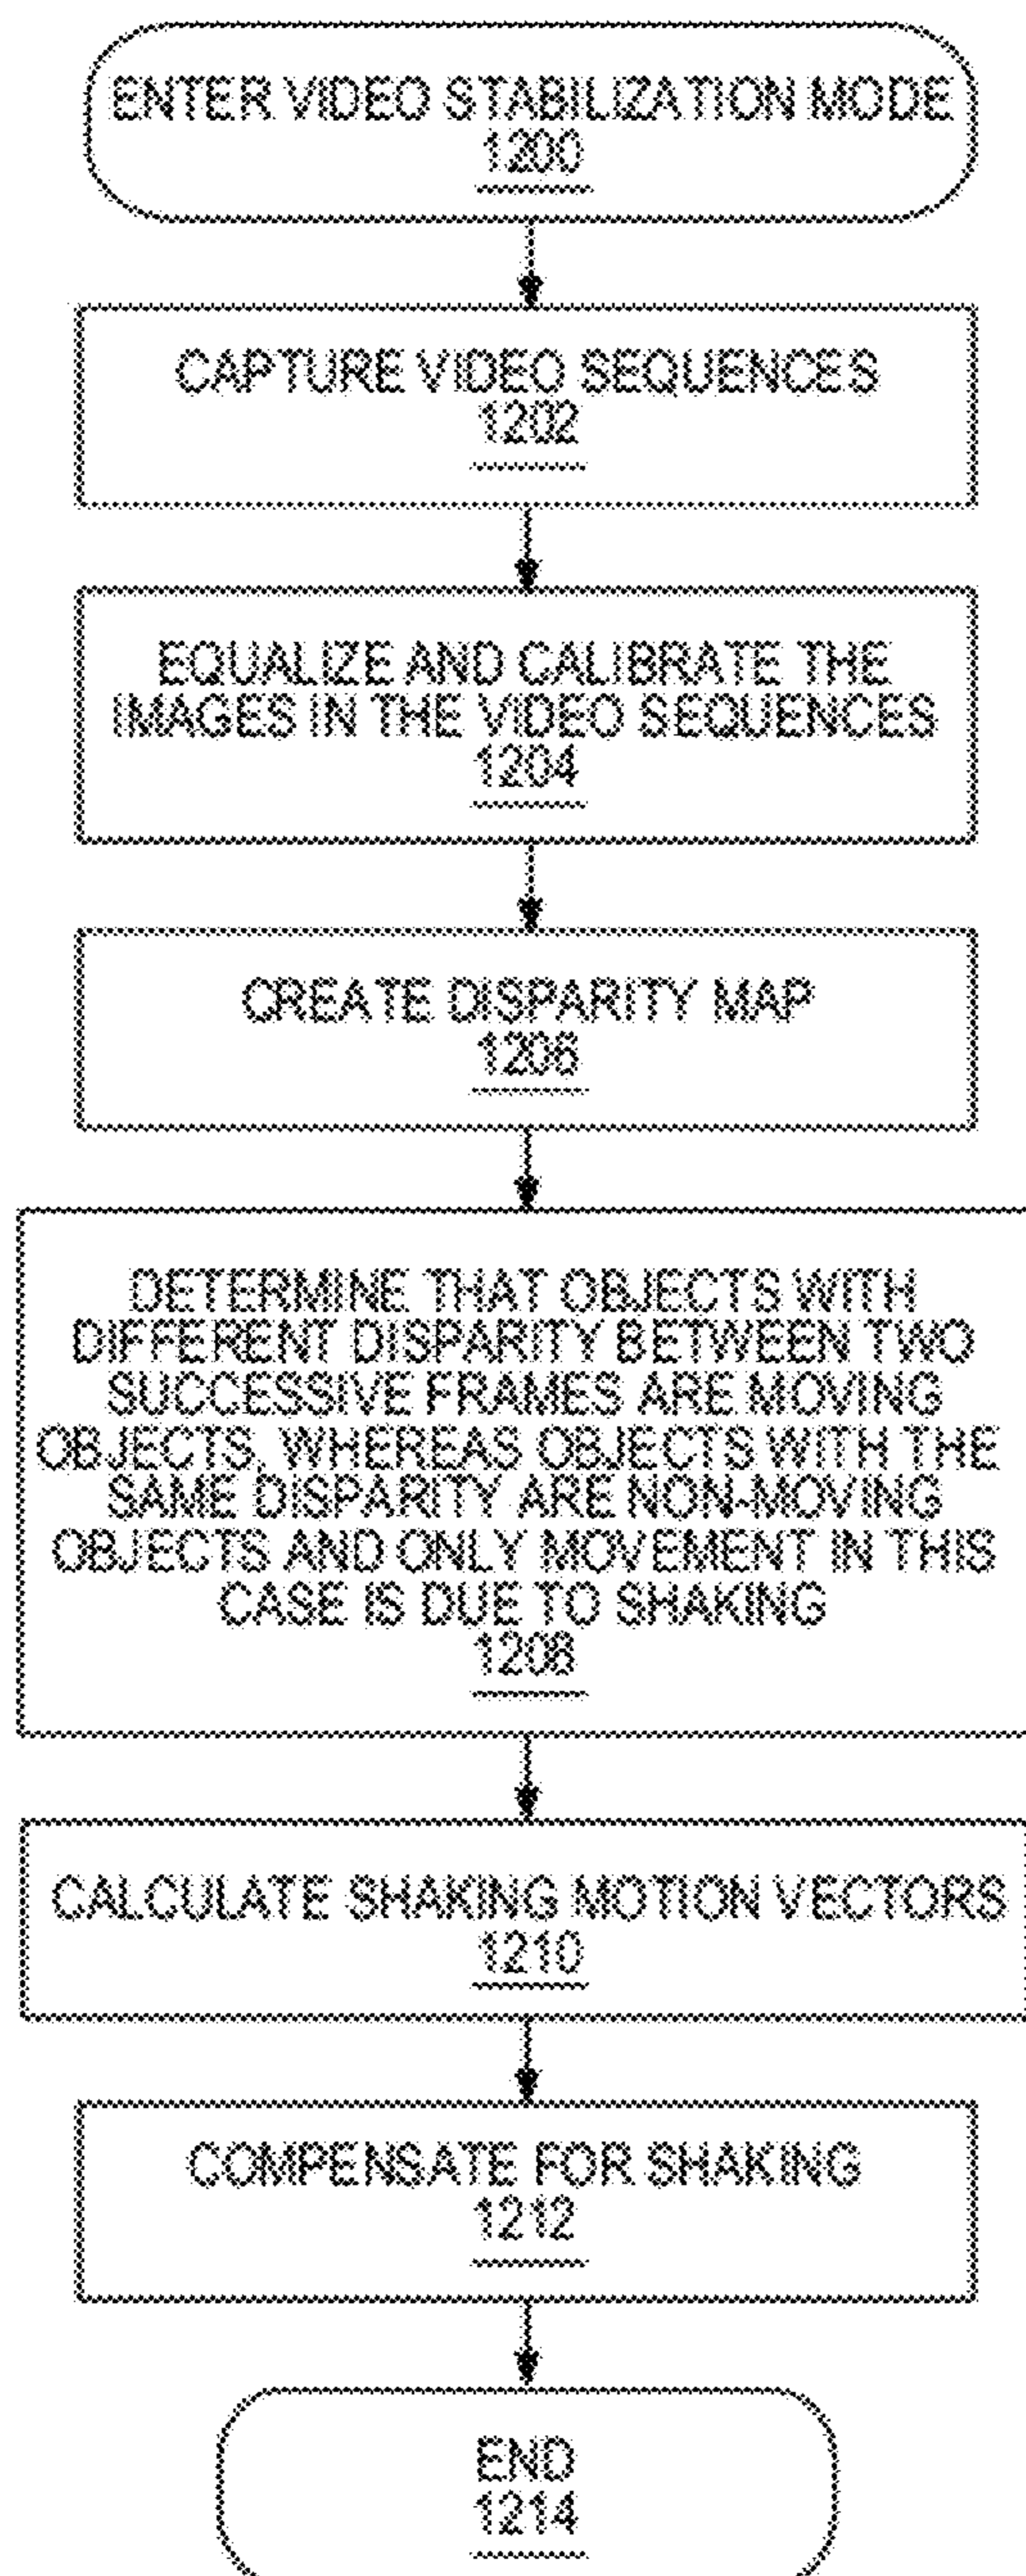 ENTER VIDEO STABILIZATION MODE
1200
CAPTURE VIDEO SEQUENCES
1202
EQUALIZE AND CALIBRATE THE
IMAGES IN THE VIDEO SEQUENCES
1204
CREATE DISPARITY MAP
1206
DETERMINE THAT OBJECTS WITH
DIFFERENT DISPARITY BETWEEN TWO
SUCCESSIVE FRAMES ARE MOVING
OBJECTS, WHEREAS OBJECTS WITH THE
SAME DISPARITY ARE NON-MOVING
OBJECTS AND ONLY MOVEMENT IN THIS
CASE IS DUE TO SHAKING
1208
CALCULATE SHAKING MOTION VECTORS
1210
COMPENSATE FOR SHAKING
1212
END
1214